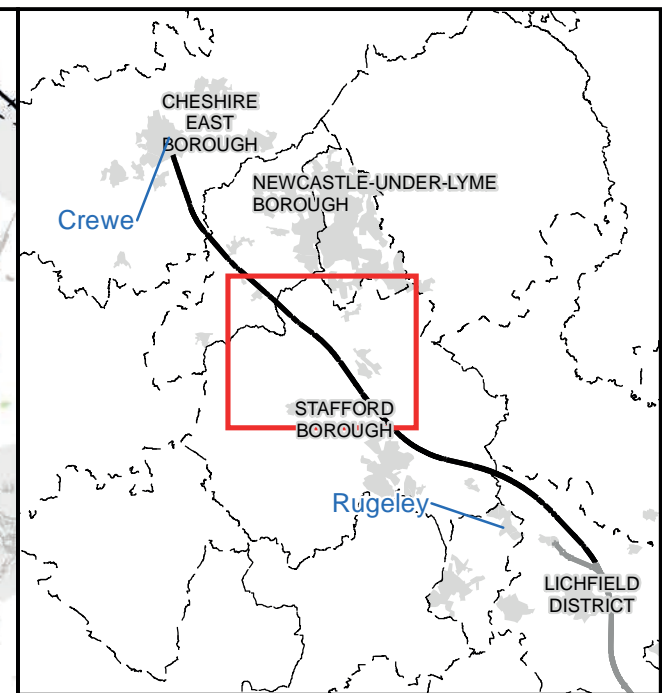 CHESHIRE
EAST
BOROUGH
NEWCASTLE-UNDER-LYME
BOROUGH
Crewe
STAFFORD
BOROUGH
Rugeley
LICHFIELD
DISTRICT